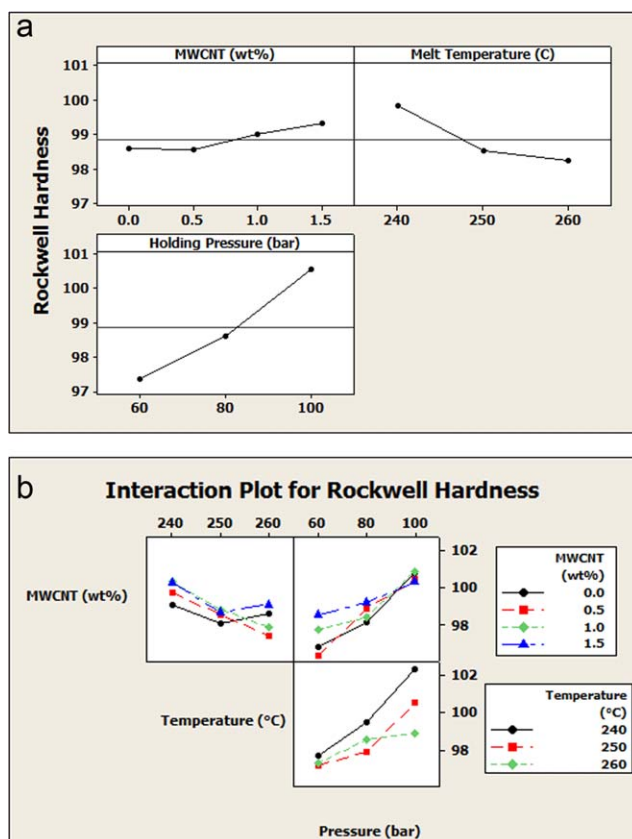 a
MWCNT (wt%) Melt Temperature (C)
101
100
99
98
97
0.0 0.5 1.0 1.5 240 250 260
Holding Pressure (bar)
101
100
99
98
97
60 80 100
Rockwell Hardness
b
Interaction Plot for Rockwell Hardness
240 250 260 60 80 100
MWCNT (wt%)
102
100
98
MWCNT
(wt%)
0.0
0.5
1.0
1.5
Temperature (°C)
102
100
98
Temperature
(°C)
240
250
260
Pressure (bar)